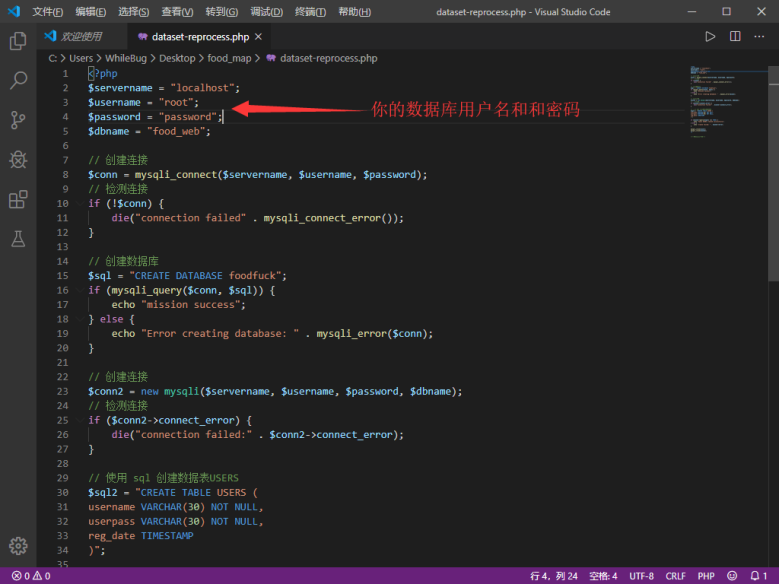 文件(F) 编辑(E) 选择(S) 查看(V) 转到(G) 调试(D) 终端(T) 帮助(H) dataset-reprocess.php - Visual Studio Code
欢迎使用 dataset-reprocess.php
C: > Users > WhileBug > Desktop > food_map > dataset-reprocess.php
1 <?php
2 $servername = "localhost";
3 $username = "root";
你的数据库用户名和和密码
4 $password = "password";
5 $dbname = "food_web";
6
7 // 创建连接
8 $conn = mysqli_connect($servername, $username, $password);
9 // 检测连接
10 if (!$conn) {
11 die("connection failed" . mysqli_connect_error());
12 }
13
14 // 创建数据库
15 $sql = "CREATE DATABASE foodfuck";
16 if (mysqli_query($conn, $sql)) {
17 echo "mission success";
18 } else {
19 echo "Error creating database: " . mysqli_error($conn);
20 }
21
22 // 创建连接
23 $conn2 = new mysqli($servername, $username, $password, $dbname);
24 // 检测连接
25 if ($conn2->connect_error) {
26 die("connection failed:" . $conn2->connect_error);
27 }
28
29 // 使用 sql 创建数据表USERS
30 $sql2 = "CREATE TABLE USERS (
31 username VARCHAR(30) NOT NULL,
32 userpass VARCHAR(30) NOT NULL,
33 reg_date TIMESTAMP
34 )";
35
0 0 行 4，列 24 空格: 4 UTF-8 CRLF PHP 1